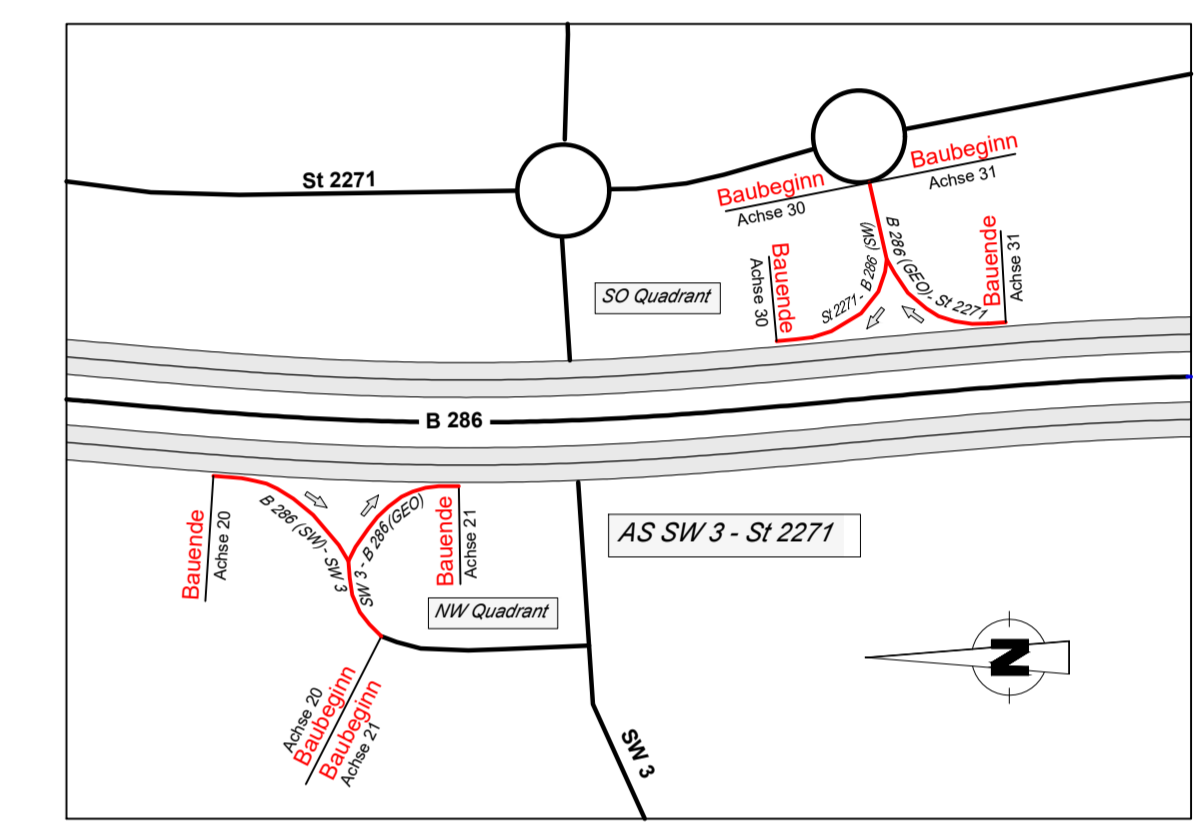 St 2271
Baubeginn
Achse 30
Baubeginn
Achse 31
Bauende
Achse 30
St 2271 - B 286 (SW)
B 286 (GEO)- St 2271
Bauende
Achse 31
SO Quadrant
B 286
Bauende
Achse 20
B 286 (SW)- SW 3
SW 3 - B 286(GEO)
Bauende
Achse 21
NW Quadrant
AS SW 3 - St 2271
Achse 20
Baubeginn
Baubeginn
Achse 21
SW 3
N